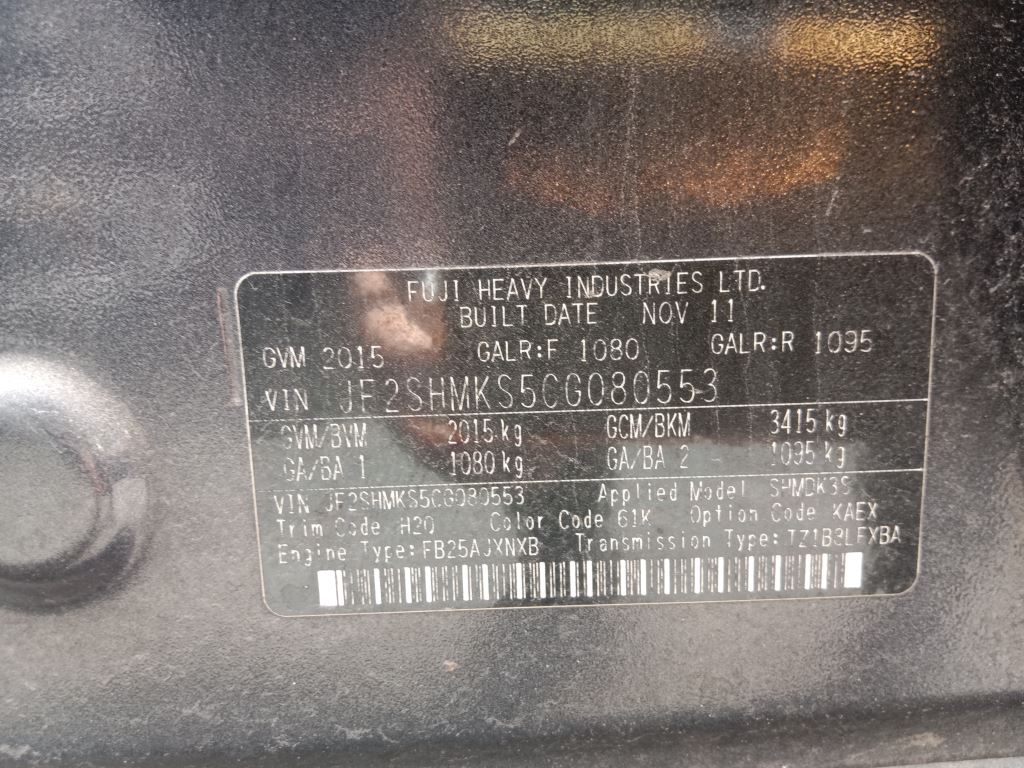 FUJI HEAVY INDUSTRIES LTD.
BUILT DATE NOV 11
GVM 2015 GALR:F 1080 GALR:R 1095
VIN JF2SHMKS5CG080553
GVM/BVM 2015 kg GCM/BKM 3415 kg
GA/BA 1 1080 kg GA/BA 2 1095 kg
VIN JF2SHMKS5CG080553 Applied Model SHMDK3S
Trim Code H20 Color Code 61K Option Code KAEX
Engine Type: FB25AJXNXB Transmission Type: TZ1B3LFXBA